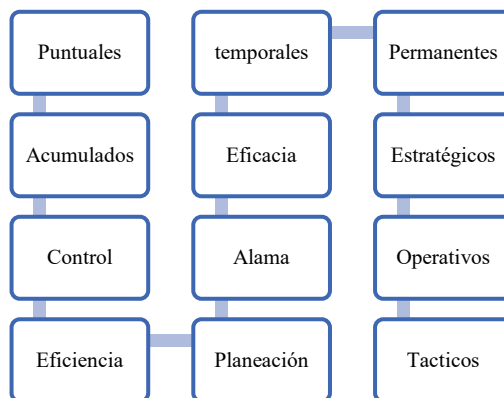 Puntuales
Acumulados
Control
Eficiencia
Planeación
Alama
Eficacia
temporales
Permanentes
Estratégicos
Operativos
Tacticos